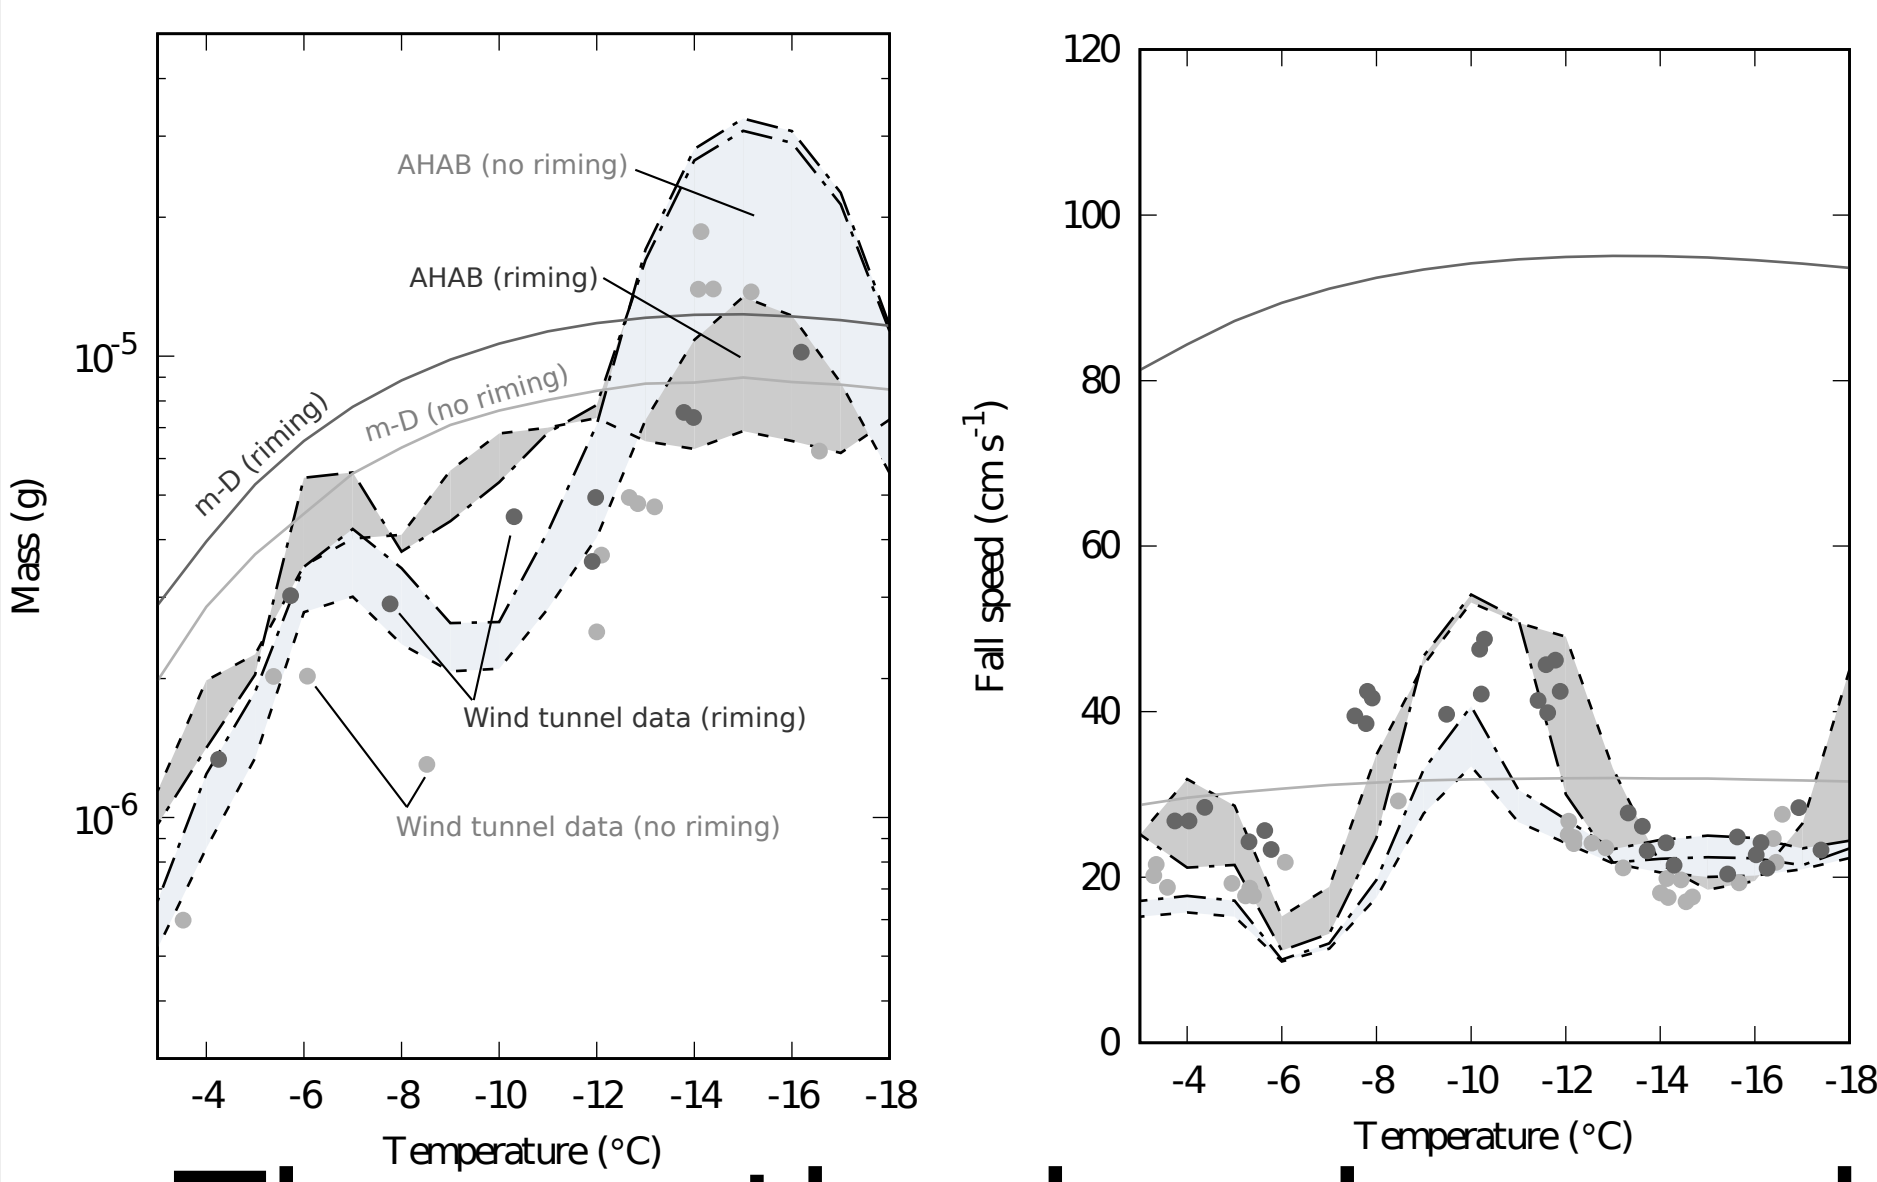 AHAB (no riming)
AHAB (riming)
m-D (riming)
m-D (no riming)
Wind tunnel data (riming)
Wind tunnel data (no riming)
10-5
10-6
Mass (g)
-4 -6 -8 -10 -12 -14 -16 -18
Temperature (°C)
120
100
80
60
40
20
0
Fall speed (cm s-1)
-4 -6 -8 -10 -12 -14 -16 -18
Temperature (°C)